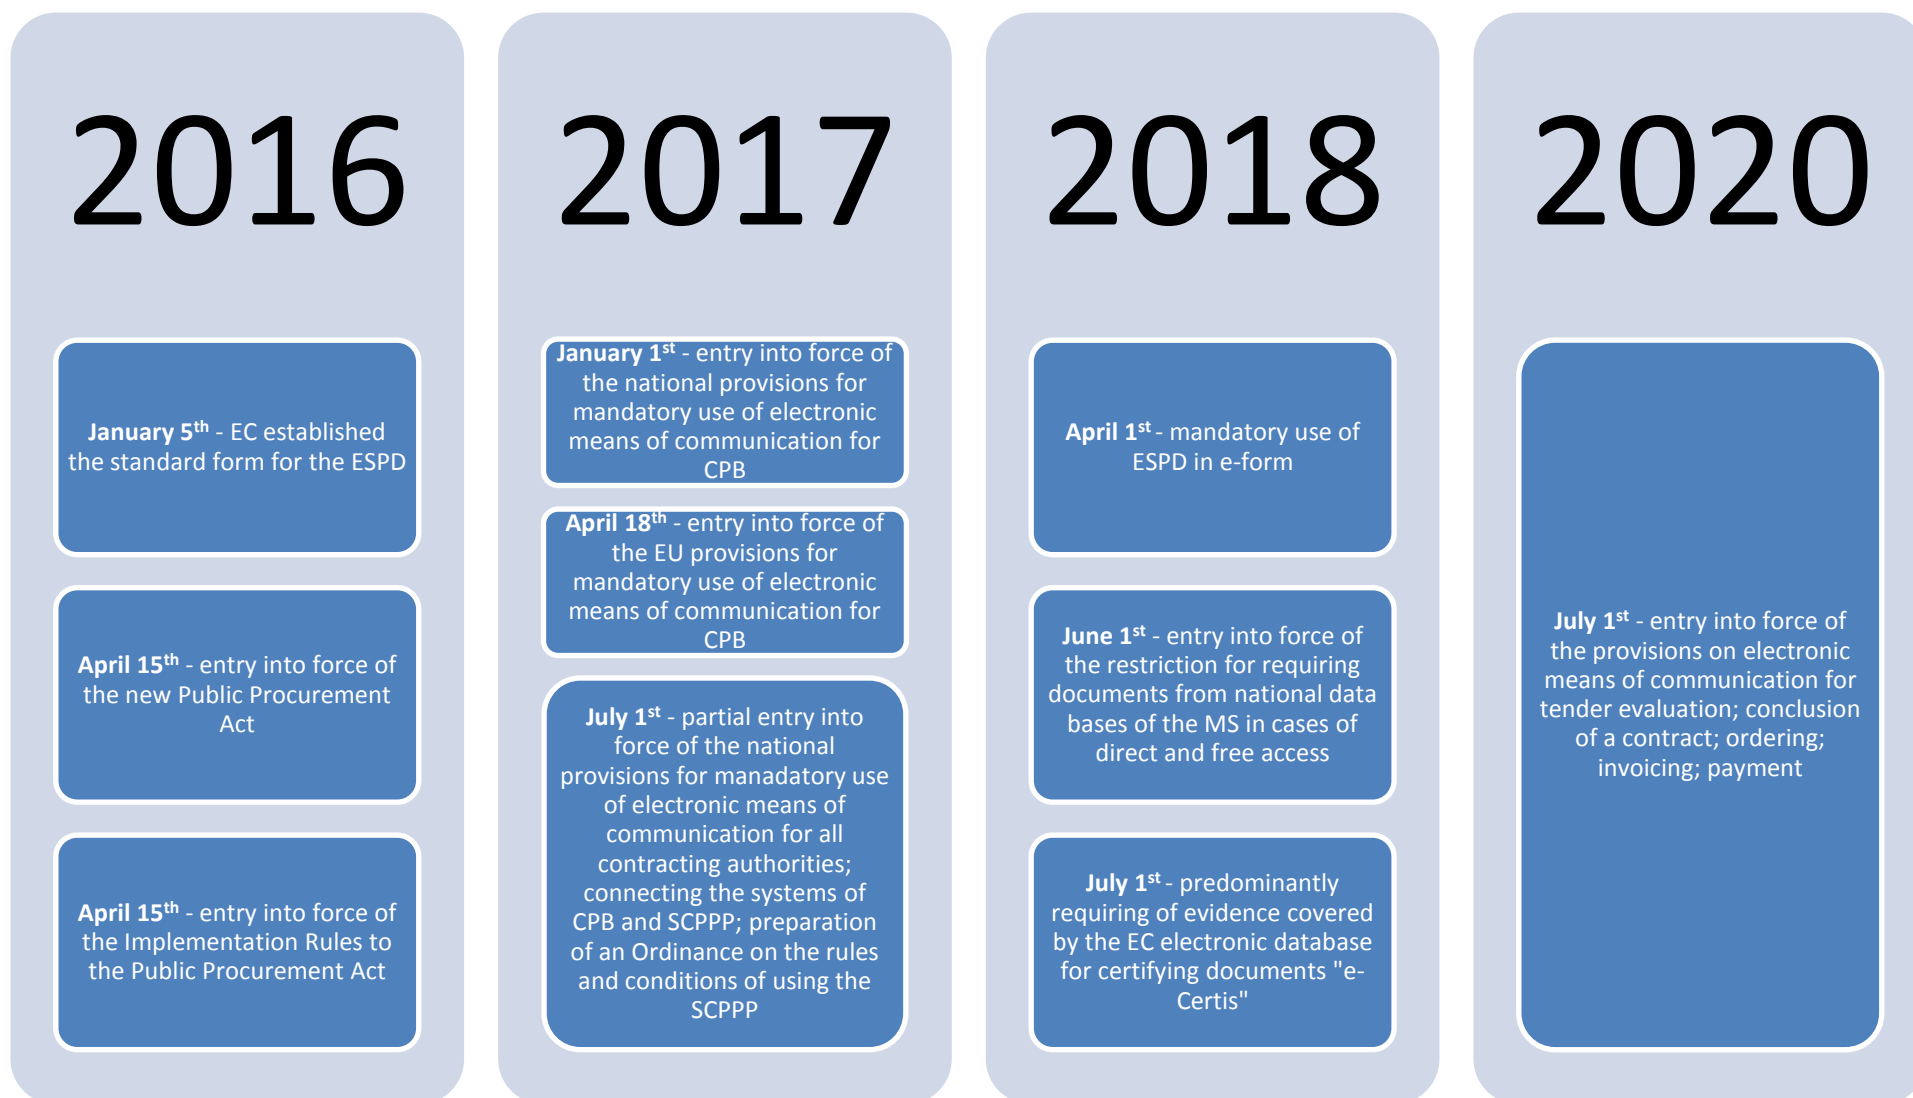 2016
January 5th - EC established
the standard form for the ESPD
April 15th - entry into force of
the new Public Procurement
Act
April 15th - entry into force of
the Implementation Rules to
the Public Procurement Act
2017
January 1st - entry into force of
the national provisions for
mandatory use of electronic
means of communication for
CPB
April 18th - entry into force of
the EU provisions for
mandatory use of electronic
means of communication for
CPB
July 1st - partial entry into
force of the national
provisions for manadatory use
of electronic means of
communication for all
contracting authorities;
connecting the systems of
CPB and SCPPP; preparation
of an Ordinance on the rules
and conditions of using the
SCPPP
2018
April 1st - mandatory use of
ESPD in e-form
June 1st - entry into force of
the restriction for requiring
documents from national data
bases of the MS in cases of
direct and free access
July 1st - predominantly
requiring of evidence covered
by the EC electronic database
for certifying documents "e-
Certis"
2020
July 1st - entry into force of
the provisions on electronic
means of communication for
tender evaluation; conclusion
of a contract; ordering;
invoicing; payment